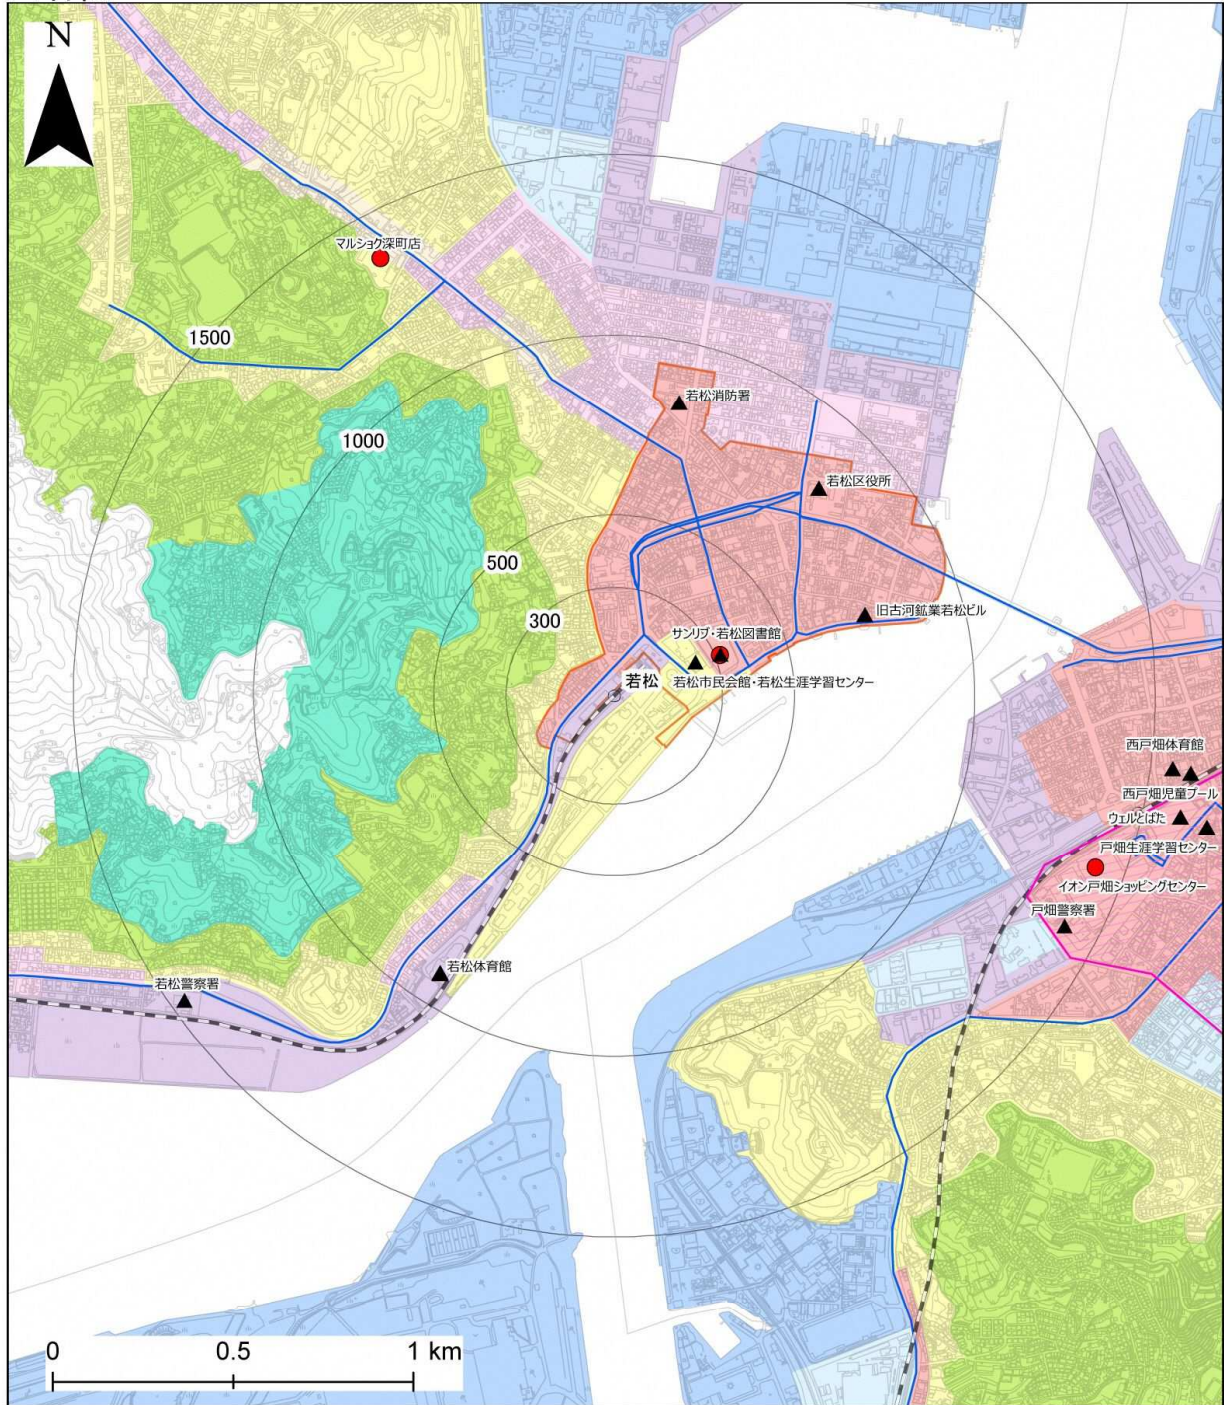 N
マルショク深町店
1500
若松消防署
1000
若松区役所
500
300
旧古河鉱業若松ビル
サンリブ・若松図書館
若松
若松市民会館・若松生涯学習センター
西戸畑体育館
西戸畑児童プール
ウェルとばた
戸畑生涯学習センター
イオン戸畑ショッピングセンター
戸畑警察署
若松体育館
若松警察署
0 0.5 1 km